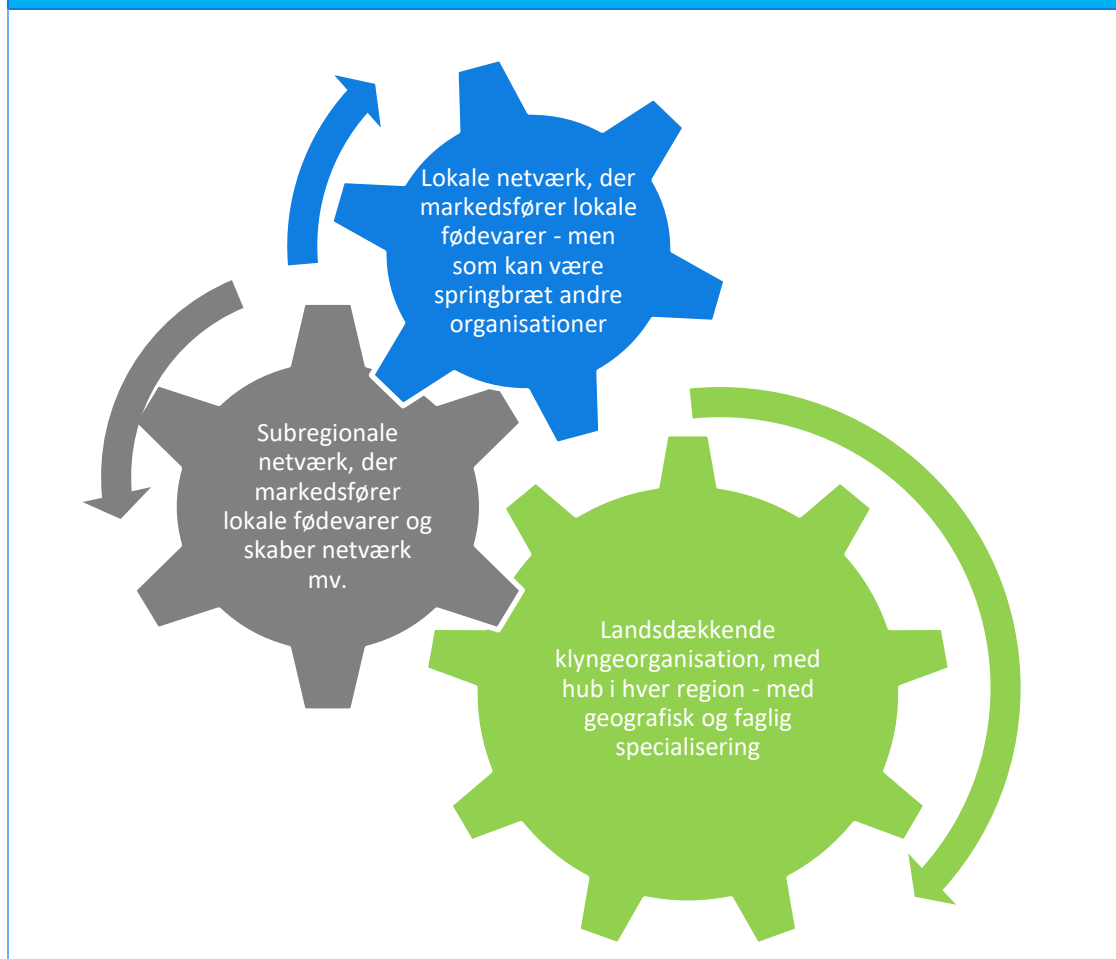 Lokale netværk, der
markedsfører lokale
fødevarer - men
som kan være
springbræt andre
organisationer
Subregionale
netværk, der
markedsfører
lokale fødevarer og
skaber netværk
mv.
Landsdækkende
klyngeorganisation, med
hub i hver region - med
geografisk og faglig
specialisering